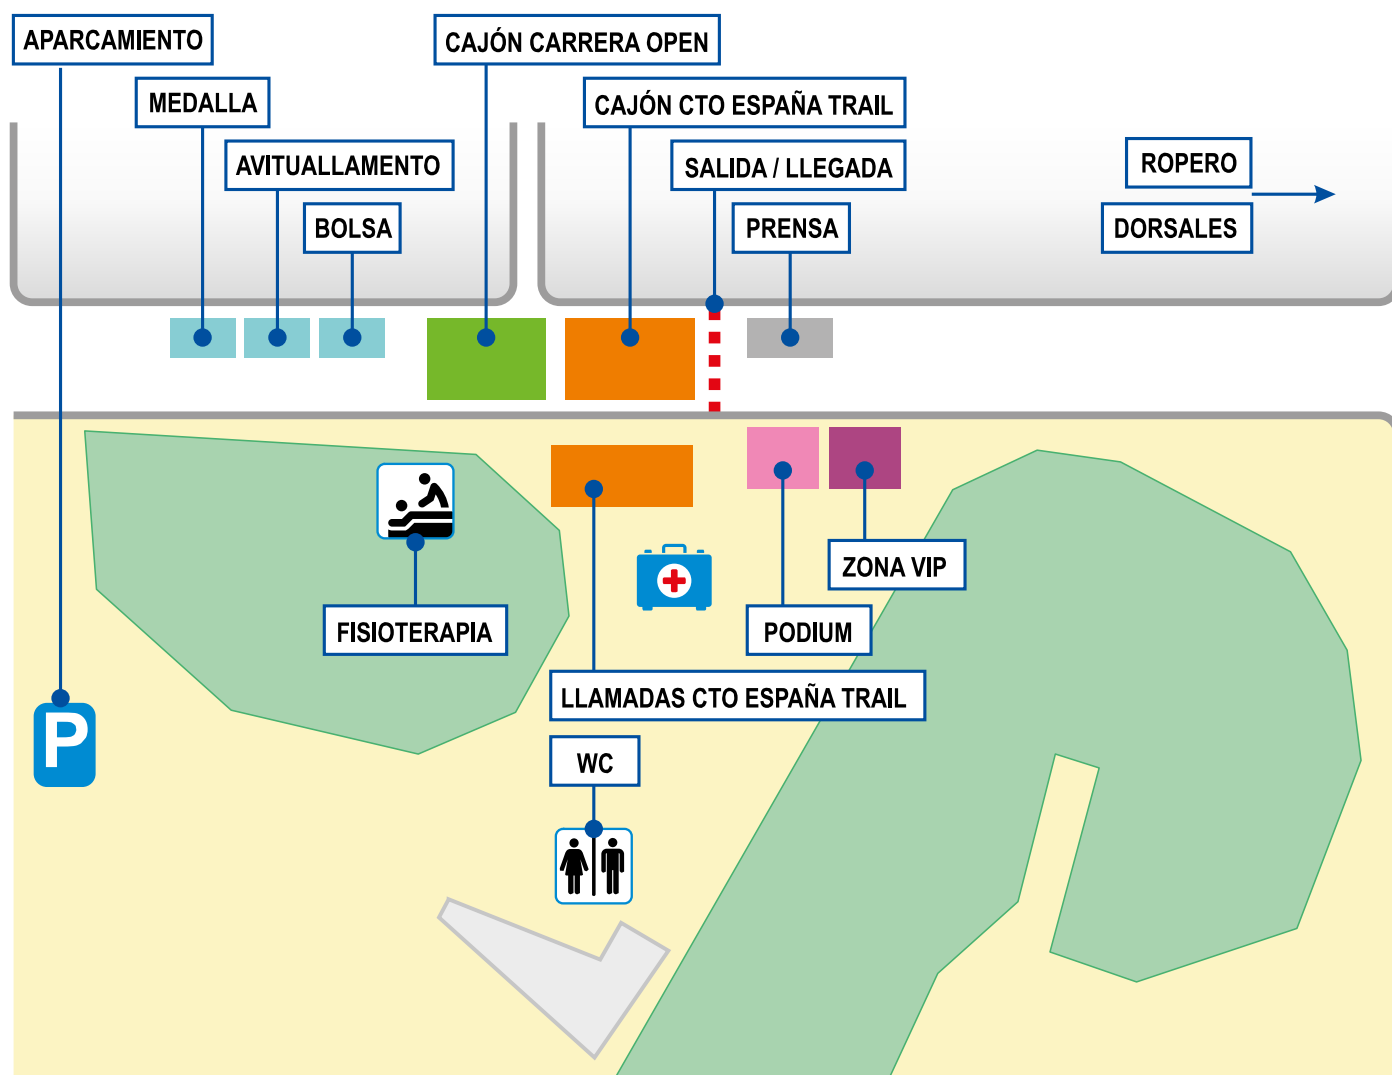 APARCAMIENTO
CAJÓN CARRERA OPEN
MEDALLA
CAJÓN CTO ESPAÑA TRAIL
AVITUALLAMENTO
SALIDA / LLEGADA
ROPERO
BOLSA
PRENSA
DORSALES
ZONA VIP
FISIOTERAPIA
PODIUM
LLAMADAS CTO ESPAÑA TRAIL
P
WC